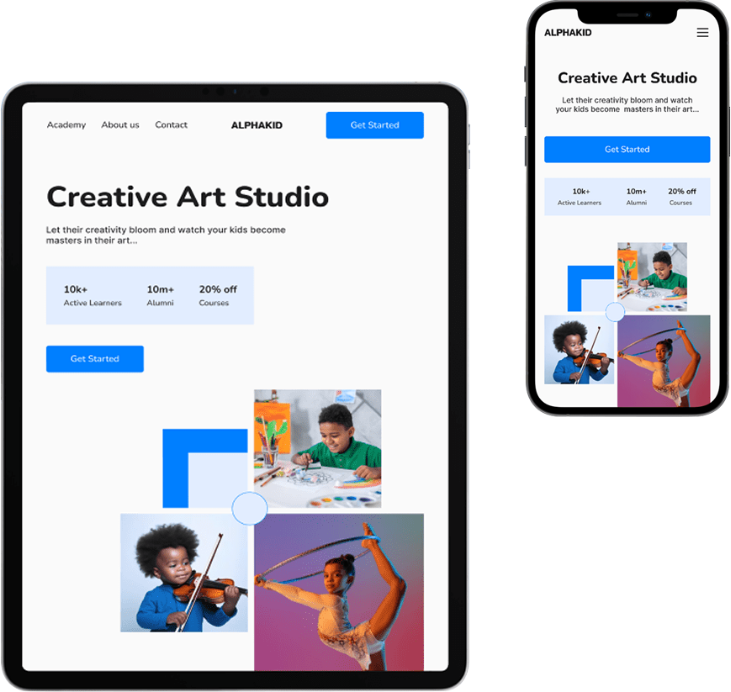 Academy About us Contact ALPHAKID Get Started
Creative Art Studio
Let their creativity bloom and watch your kids become
masters in their art...
10k+ 10m+ 20% off
Active Learners Alumni Courses
Get Started
ALPHAKID
Creative Art Studio
Let their creativity bloom and watch
your kids become masters in their art...
Get Started
10k+ 10m+ 20% off
Active Learners Alumni Courses